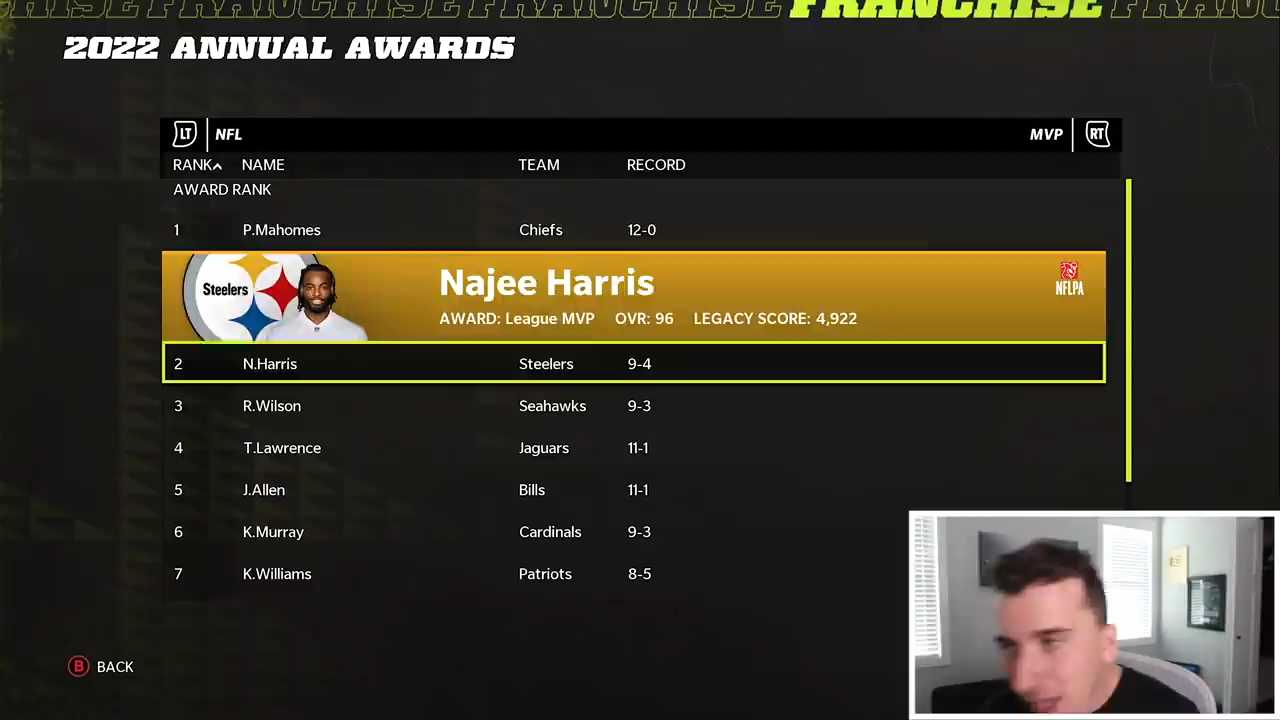 FRANCHISE FRANCHISE FRANCHISE
2022 ANNUAL AWARDS
LT NFL MVP RT
RANK NAME TEAM RECORD
AWARD RANK
1 P.Mahomes Chiefs 12-0
Steelers
Najee Harris
NFLPA
AWARD: League MVP OVR: 96 LEGACY SCORE: 4,922
2 N.Harris Steelers 9-4
3 R.Wilson Seahawks 9-3
4 T.Lawrence Jaguars 11-1
5 J.Allen Bills 11-1
6 K.Murray Cardinals 9-3
7 K.Williams Patriots 8-5
B BACK